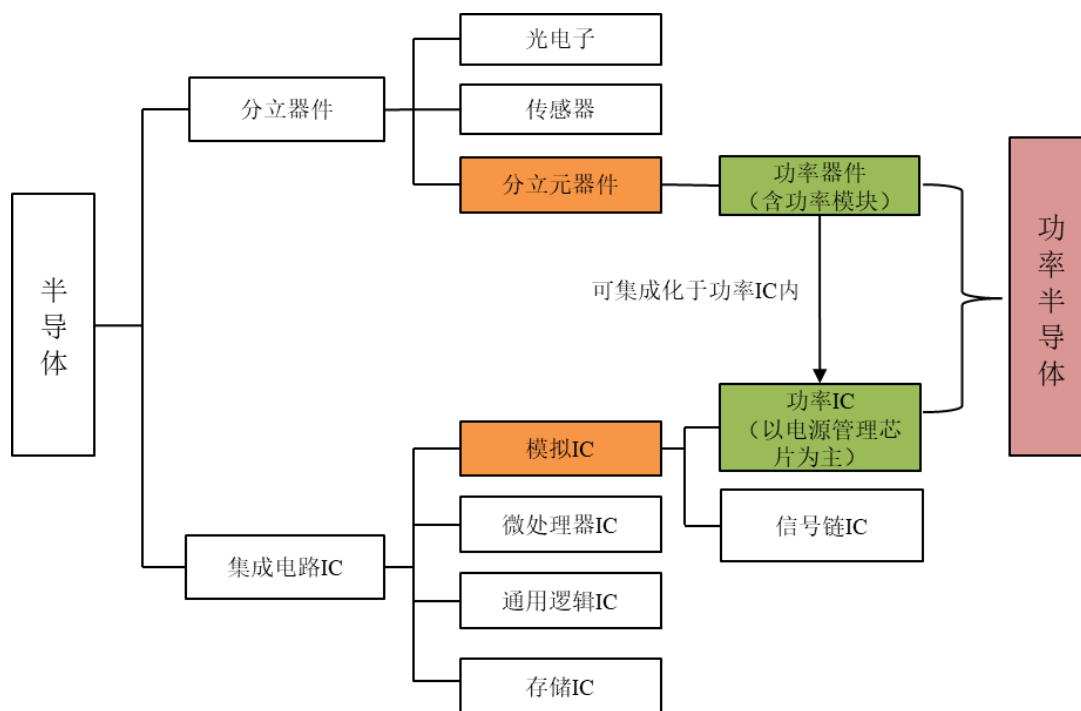 光电子
分立器件
传感器
分立元器件
功率器件
（含功率模块）
半导体
可集成化于功率IC内
功率半导体
功率IC
（以电源管理芯
片为主）
模拟IC
微处理器IC
信号链IC
集成电路IC
通用逻辑IC
存储IC